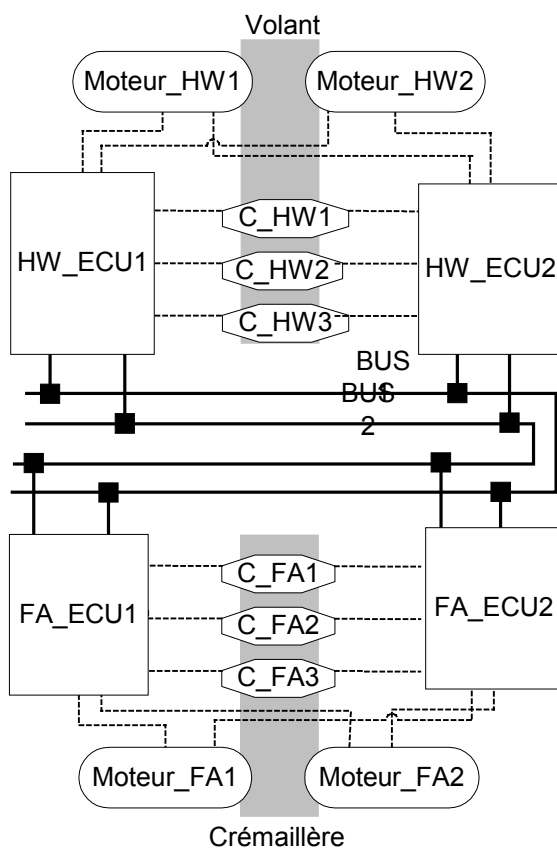 Volant
Moteur_HW1
Moteur_HW2
HW_ECU1
C_HW1
C_HW2
C_HW3
HW_ECU2
BUS
1
BUS
2
FA_ECU1
C_FA1
C_FA2
C_FA3
FA_ECU2
Moteur_FA1
Moteur_FA2
Crémaillère